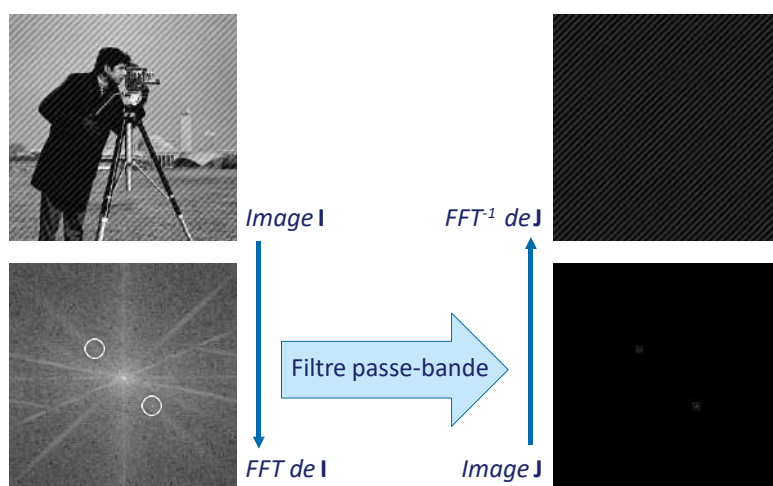 Image I
FFT⁻¹ de J
Filtre passe-bande
FFT de I
Image J